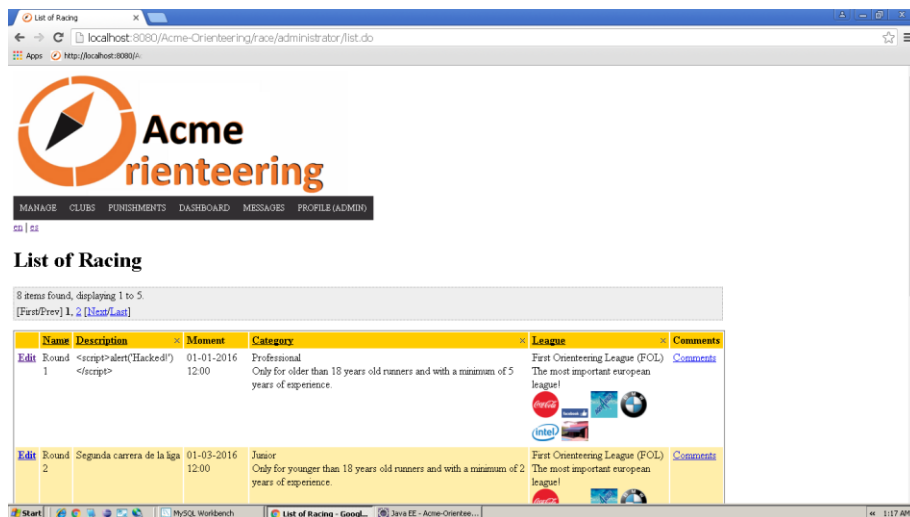 List of Racing
localhost:8080/Acme-Orienteering/race/administrator/list.do
Apps http://localhost:8080/A
Acme
rienteering
MANAGE CLUBS PUNISHMENTS DASHBOARD MESSAGES PROFILE (ADMIN)
en | es
List of Racing
8 items found, displaying 1 to 5.
[First/Prev] 1, 2 [Next/Last]
Name Description Moment Category League Comments
Edit Round 1 <script>alert('Hacked!')</script> 01-01-2016 12:00 Professional
Only for older than 18 years old runners and with a minimum of 5 years of experience.
First Orienteering League (FOL)
The most important european league!
Comments
Coca-Cola
facebook
intel
Edit Round 2 Segunda carrera de la liga 01-03-2016 12:00 Junior
Only for younger than 18 years old runners and with a minimum of 2 years of experience.
First Orienteering League (FOL)
The most important european league!
Comments
Start MySQL Workbench List of Racing - Googl... Java EE - Acme-Orientee... 1:17 AM